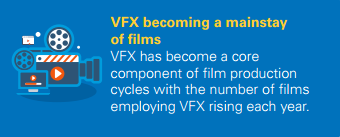 VFX becoming a mainstay
of films
VFX has become a core
component of film production
cycles with the number of films
employing VFX rising each year.